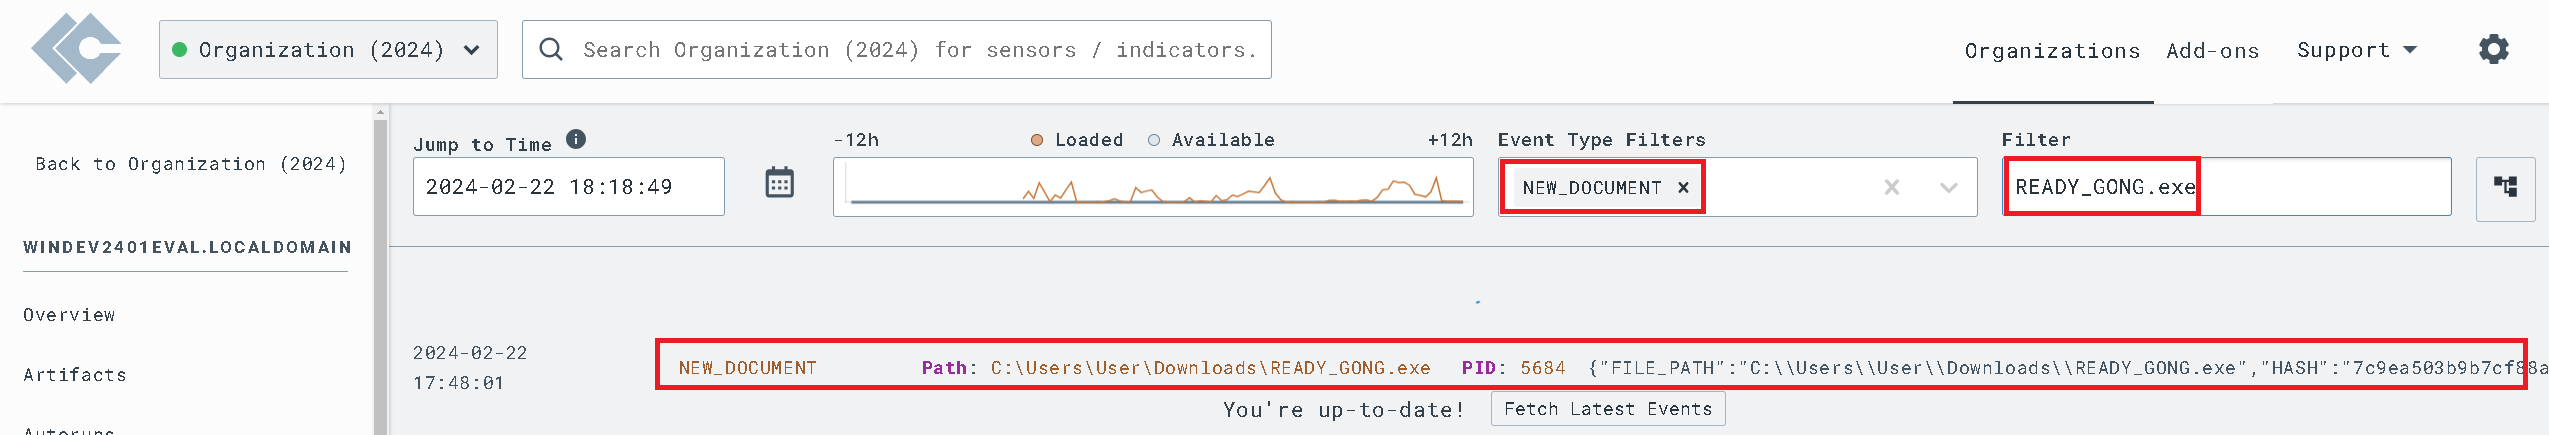 Organization (2024)
Search Organization (2024) for sensors / indicators.
Organizations Add-ons Support
Back to Organization (2024)
WINDEV2401EVAL.LOCALDOMAIN
Overview
Artifacts
Autoruns
Jump to Time
2024-02-22 18:18:49
-12h Loaded Available +12h
Event Type Filters
NEW_DOCUMENT ×
Filter
READY_GONG.exe
2024-02-22
17:48:01
NEW_DOCUMENT Path: C:\Users\User\Downloads\READY_GONG.exe PID: 5684 {"FILE_PATH":"C:\\Users\\User\\Downloads\\READY_GONG.exe","HASH":"7c9ea503b9b7cf88a
You're up-to-date! Fetch Latest Events